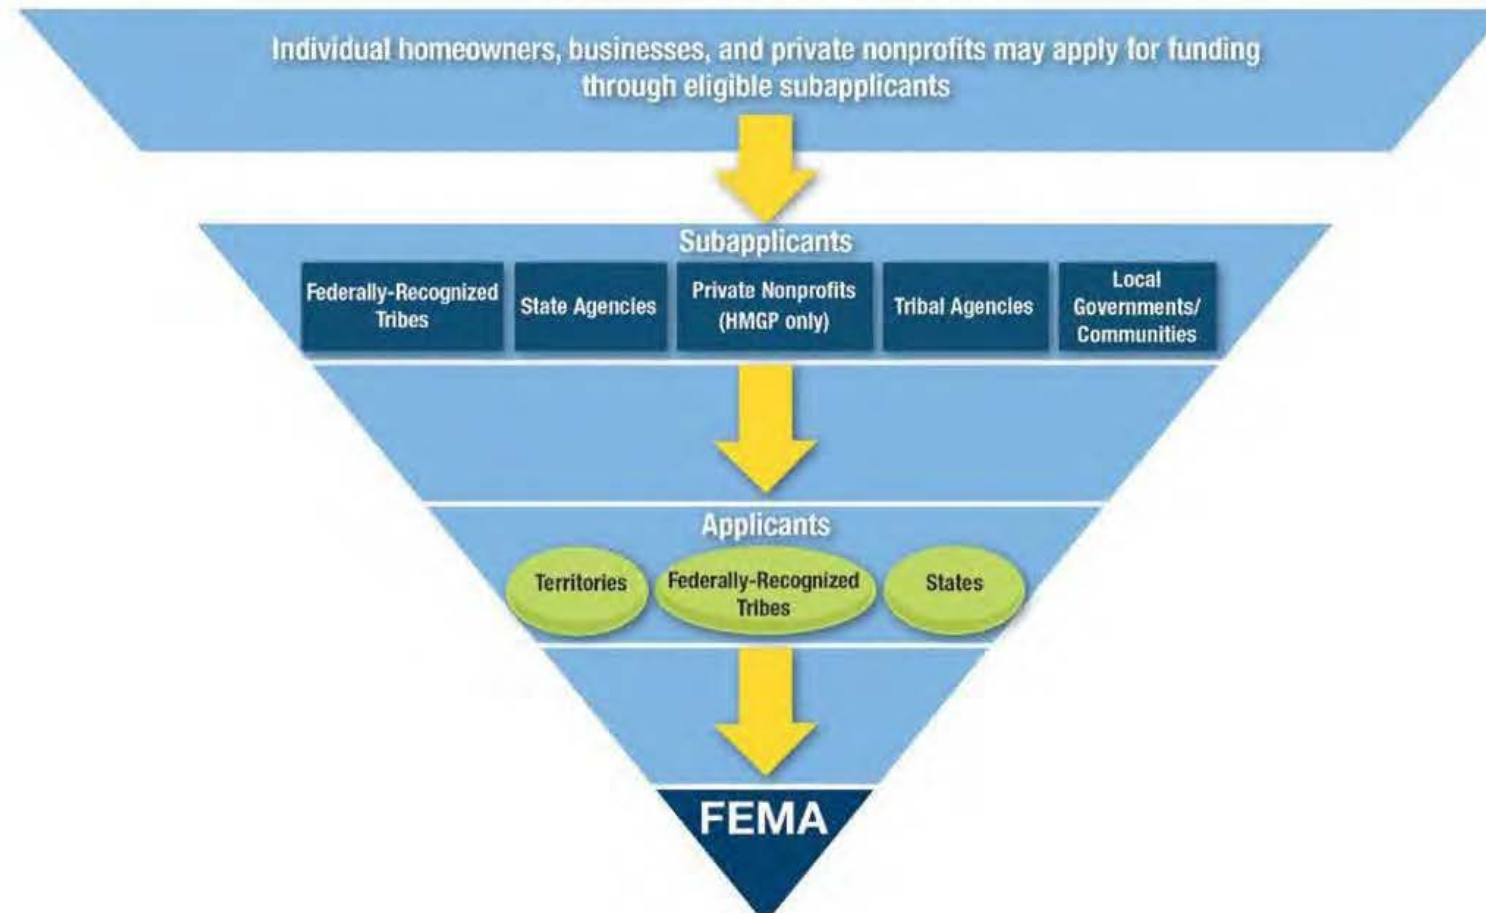 Individual homeowners, businesses, and private nonprofits may apply for funding
through eligible subapplicants
Subapplicants
Federally-Recognized
Tribes
State Agencies
Private Nonprofits
(HMGP only)
Tribal Agencies
Local
Governments/
Communities
Applicants
Territories
Federally-Recognized
Tribes
States
FEMA